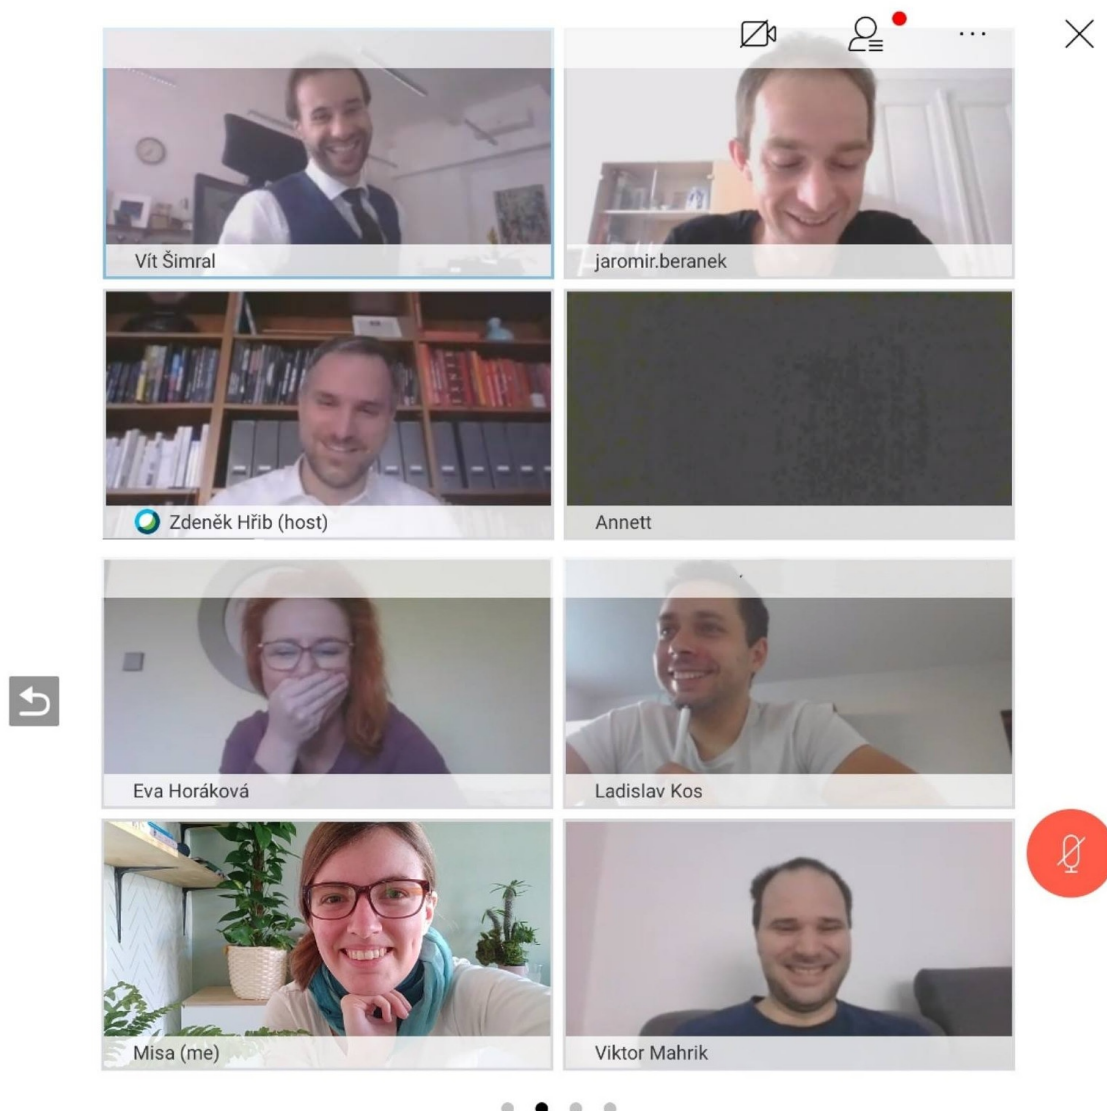 Vít Šimral
jaromir.beranek
Zdeněk Hřib (host)
Annett
Eva Horáková
Ladislav Kos
Misa (me)
Viktor Mahrik